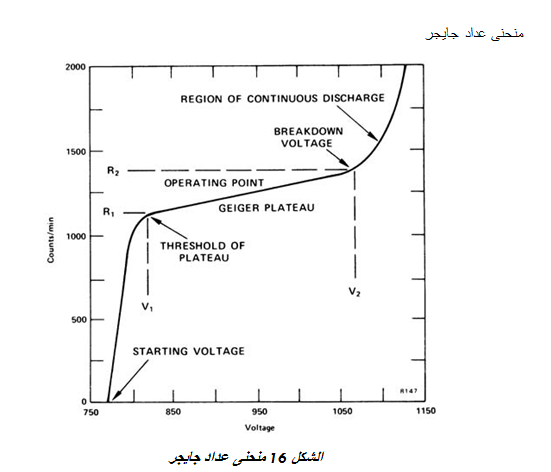 منحنى عداد جايجر
2000
REGION OF CONTINUOUS DISCHARGE
BREAKDOWN
VOLTAGE
1500
R2
OPERATING POINT
GEIGER PLATEAU
R1
1000
THRESHOLD OF
PLATEAU
Counts/min
V1
V2
500
STARTING VOLTAGE
0
R147
750
850
950
1050
1150
Voltage
الشكل 16 منحنى عداد جايجر